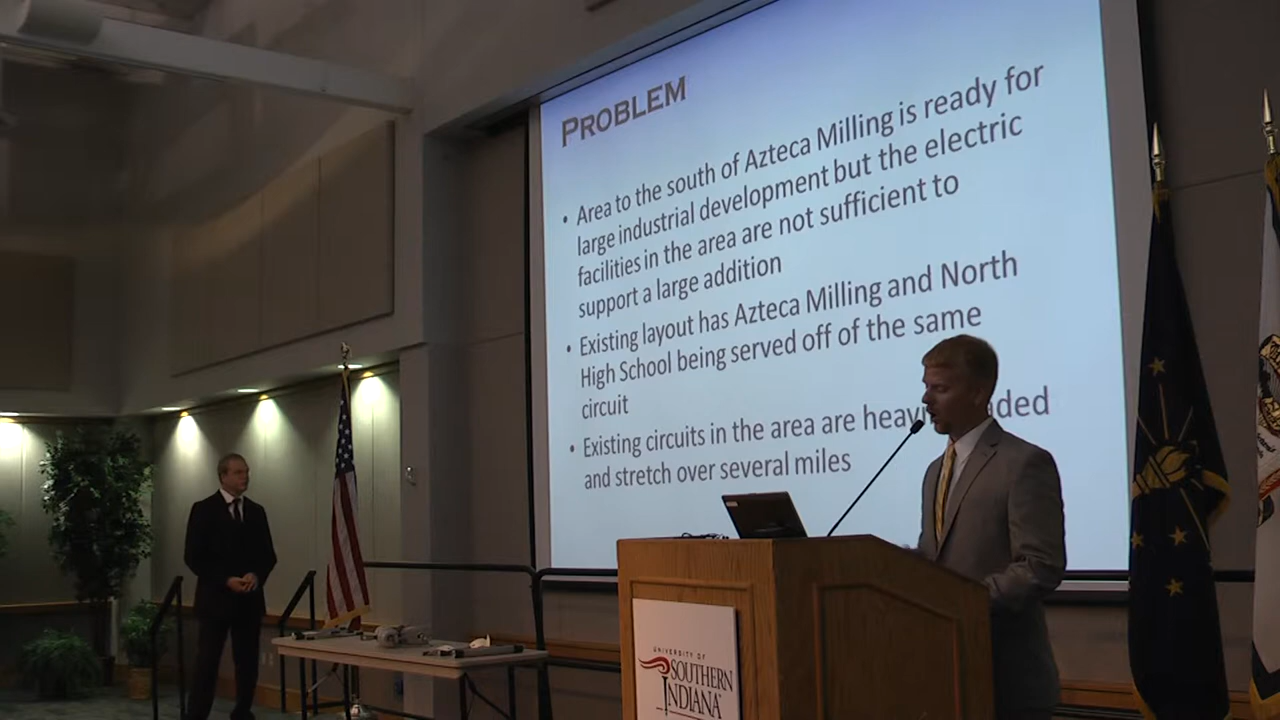 PROBLEM
• Area to the south of Azteca Milling is ready for
large industrial development but the electric
facilities in the area are not sufficient to
support a large addition
• Existing layout has Azteca Milling and North
High School being served off of the same
circuit
• Existing circuits in the area are
and stretch over several miles
UNIVERSITY OF
SOUTHERN
INDIANA